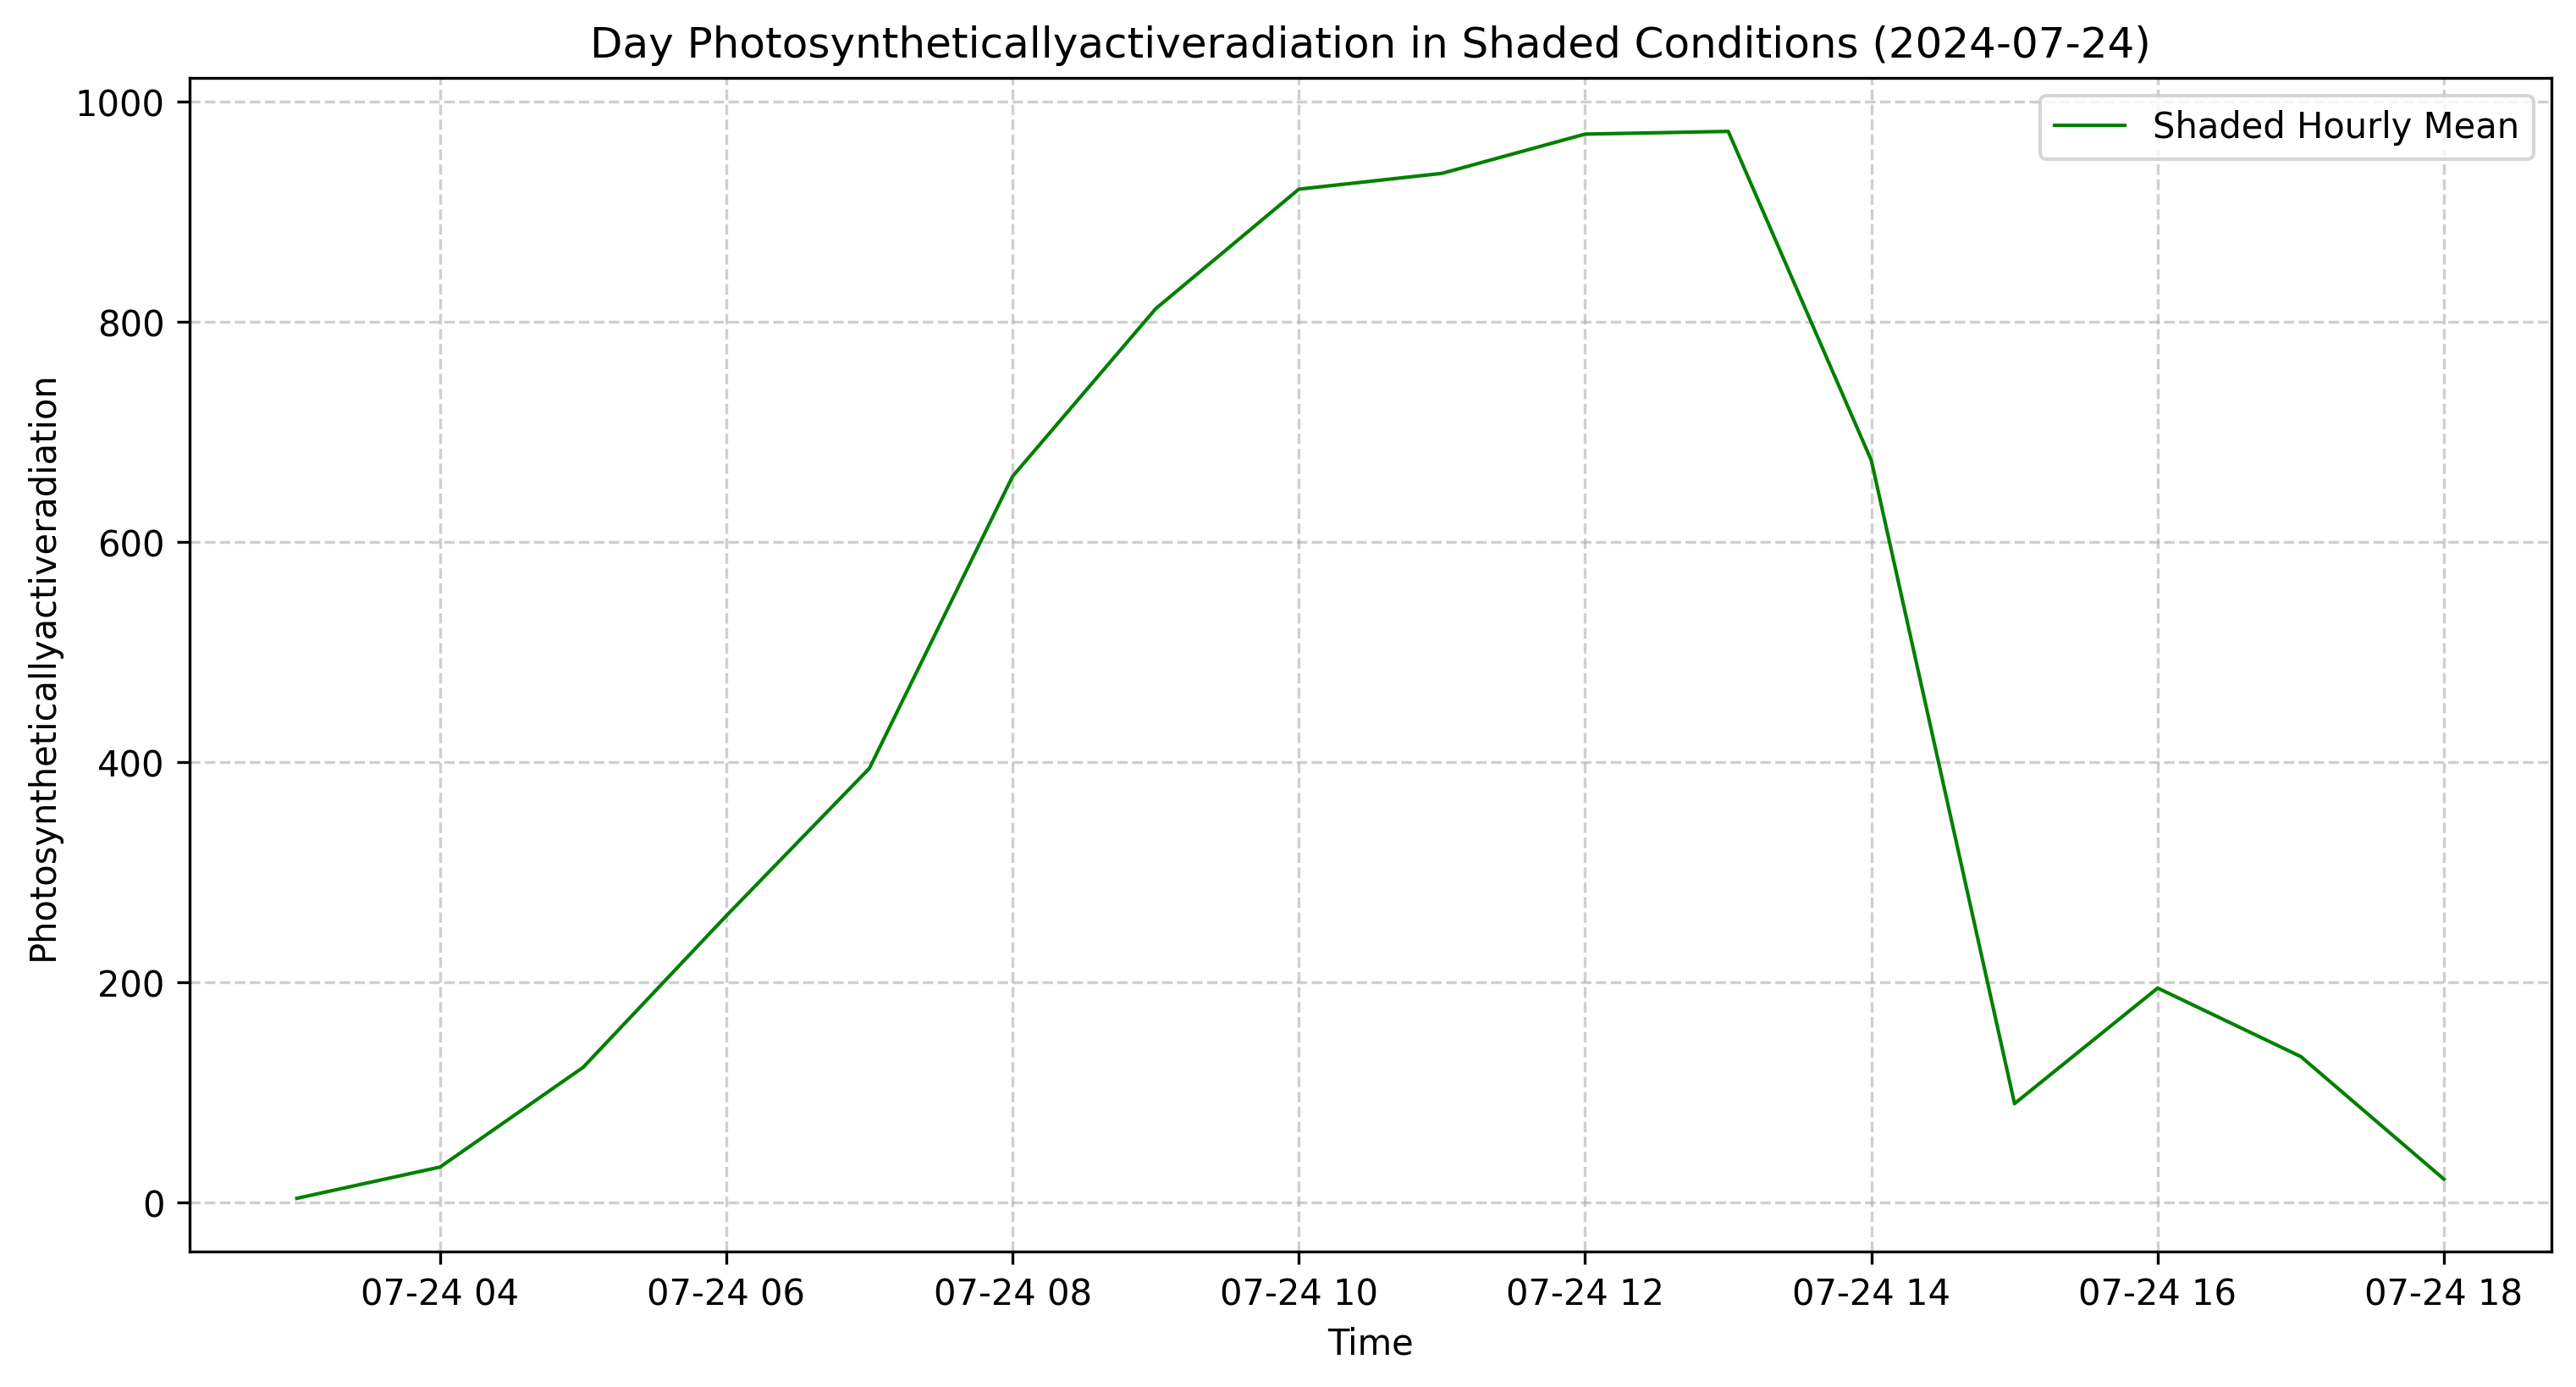 Day Photosyntheticallyactiveradiation in Shaded Conditions (2024-07-24)
Shaded Hourly Mean
Photosyntheticallyactiveradiation
1000
800
600
400
200
0
07-24 04 07-24 06 07-24 08 07-24 10 07-24 12 07-24 14 07-24 16 07-24 18
Time